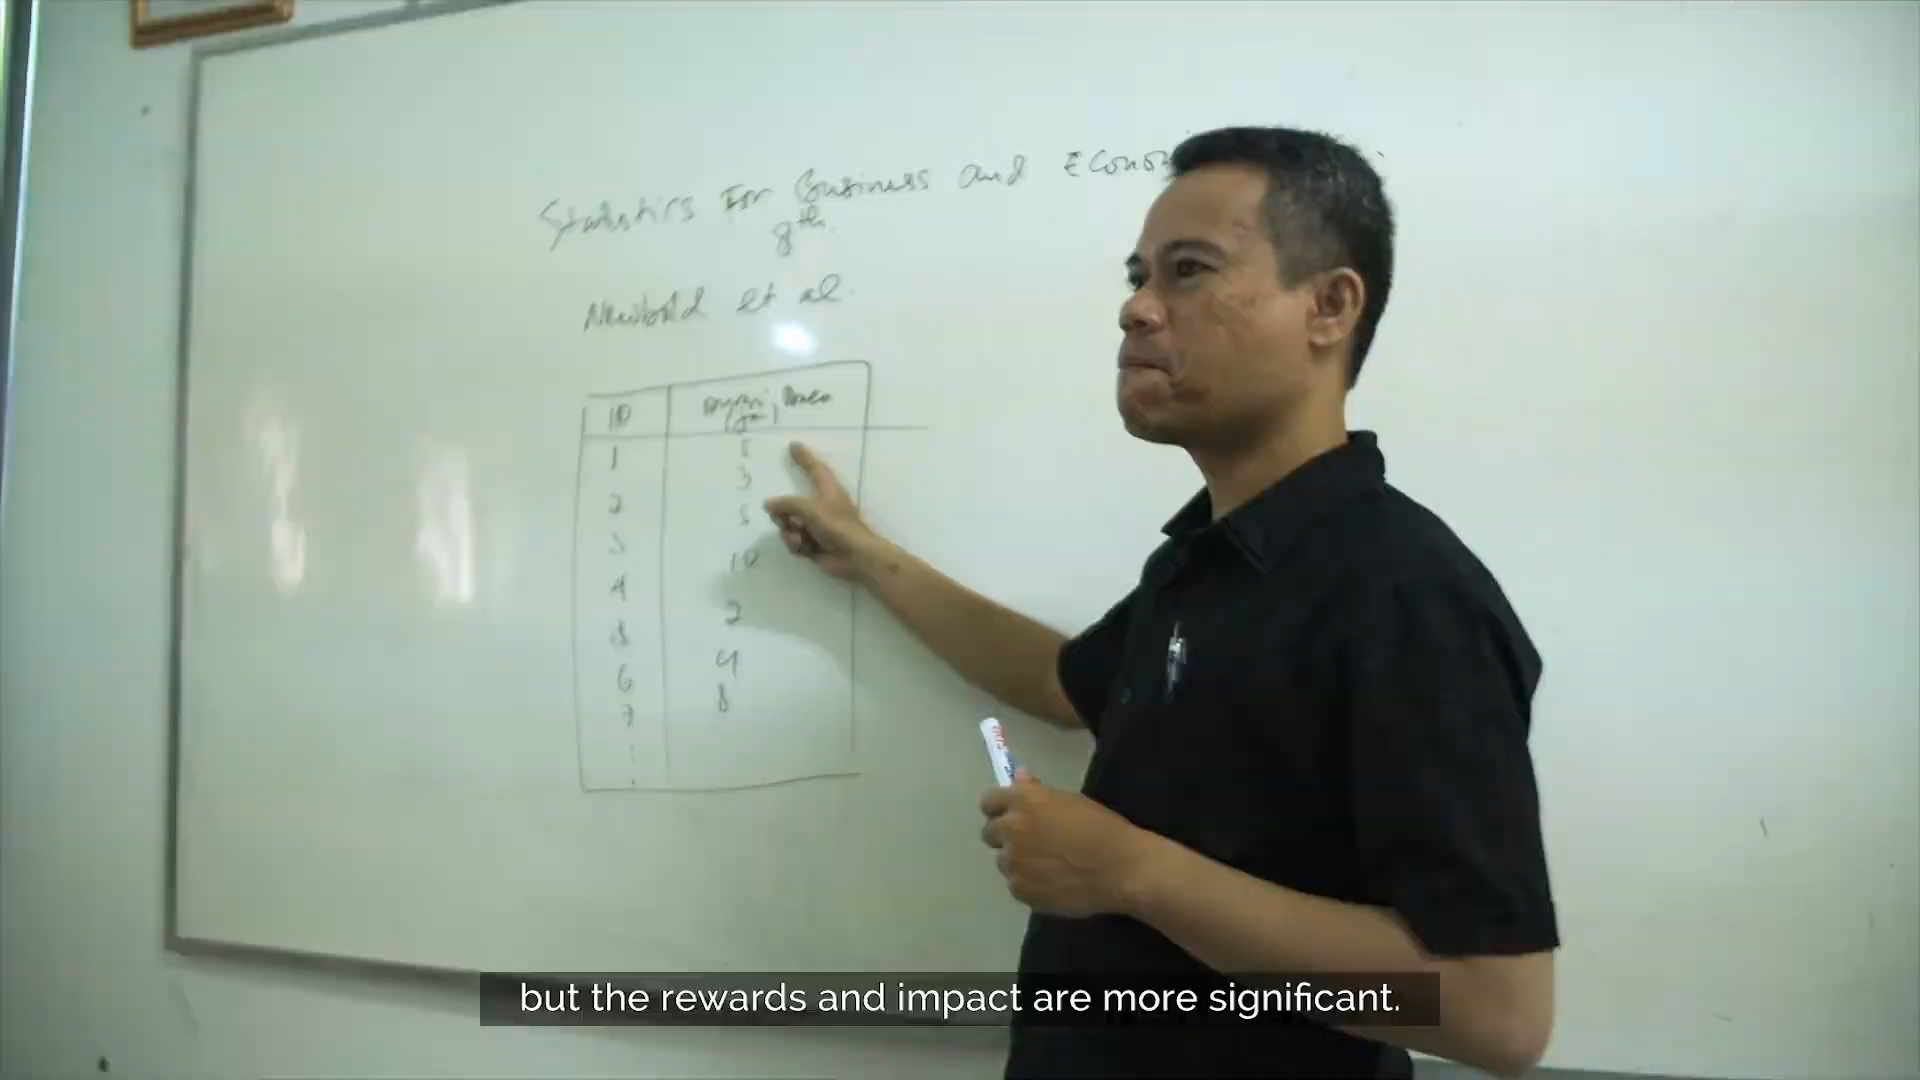 Statistics For Business and Econom
8th.
Newbold et al.
ID
1 5
3
2
5
3
10
4
2
5
4
6
8
7
but the rewards and impact are more significant.